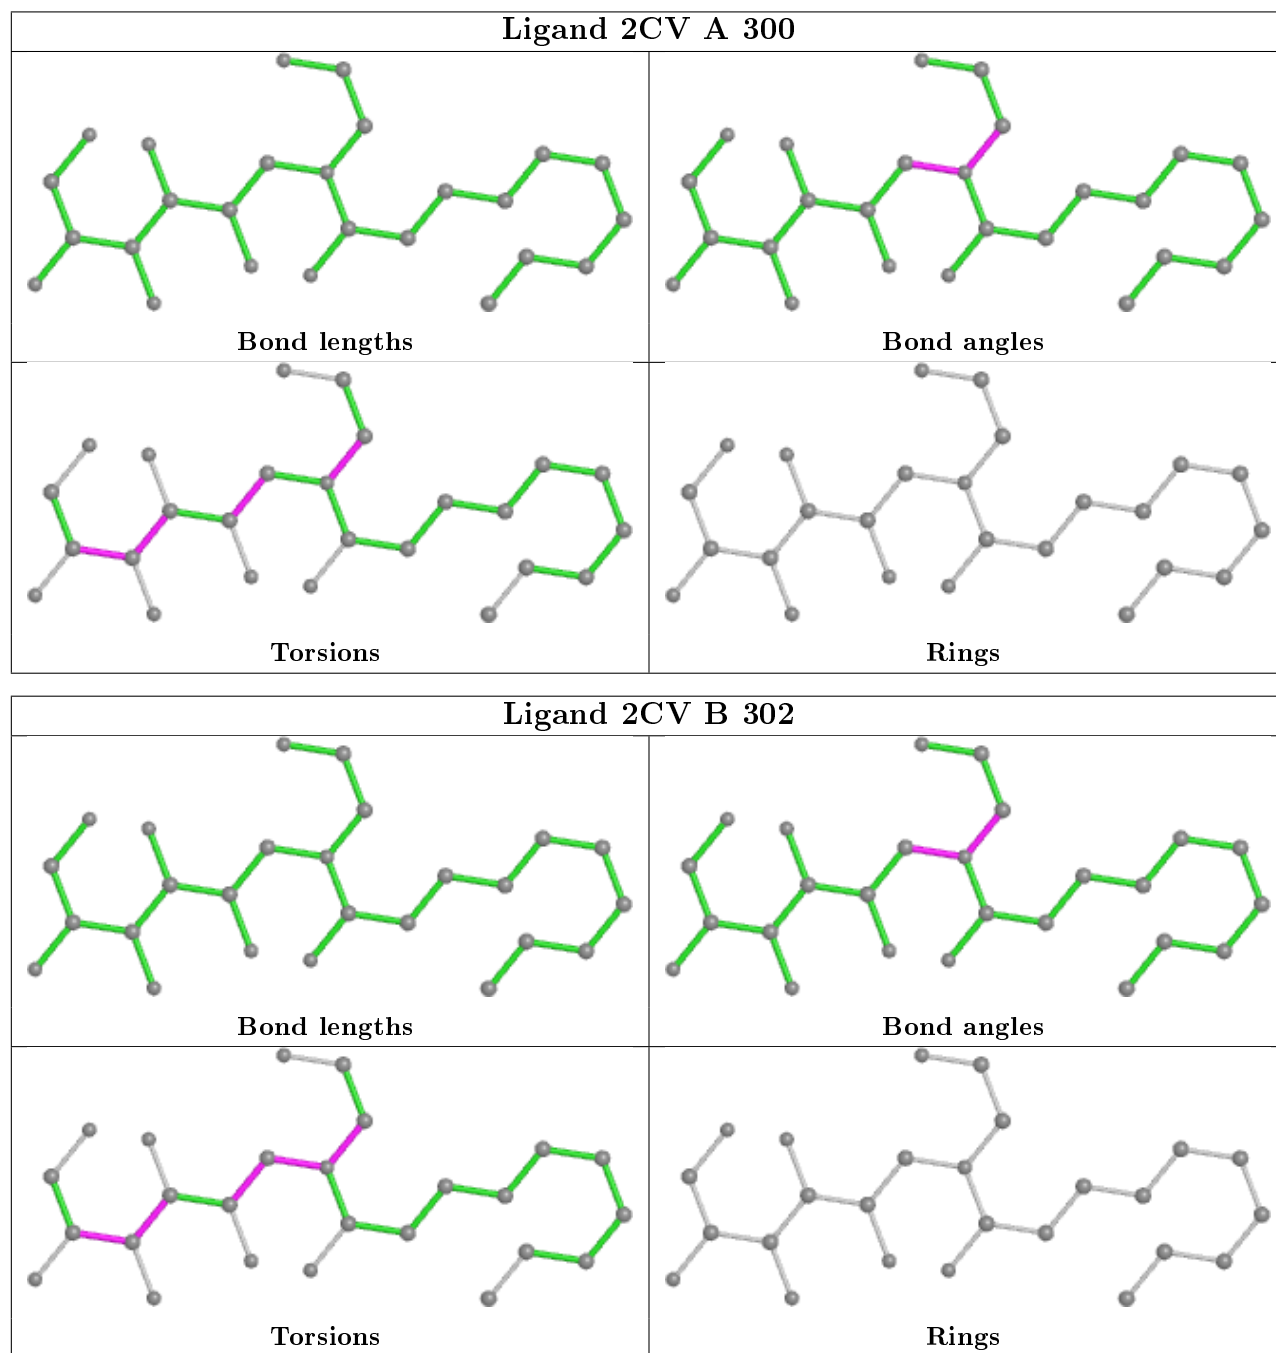 Ligand 2CV A 300
Bond lengths
Bond angles
Torsions
Rings
Ligand 2CV B 302
Bond lengths
Bond angles
Torsions
Rings